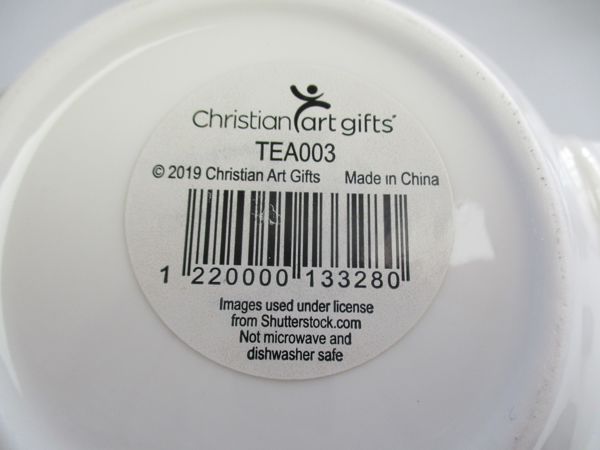 Christian art gifts®
TEA003
© 2019 Christian Art Gifts Made in China
1 220000 133280
Images used under license
from Shutterstock.com
Not microwave and
dishwasher safe